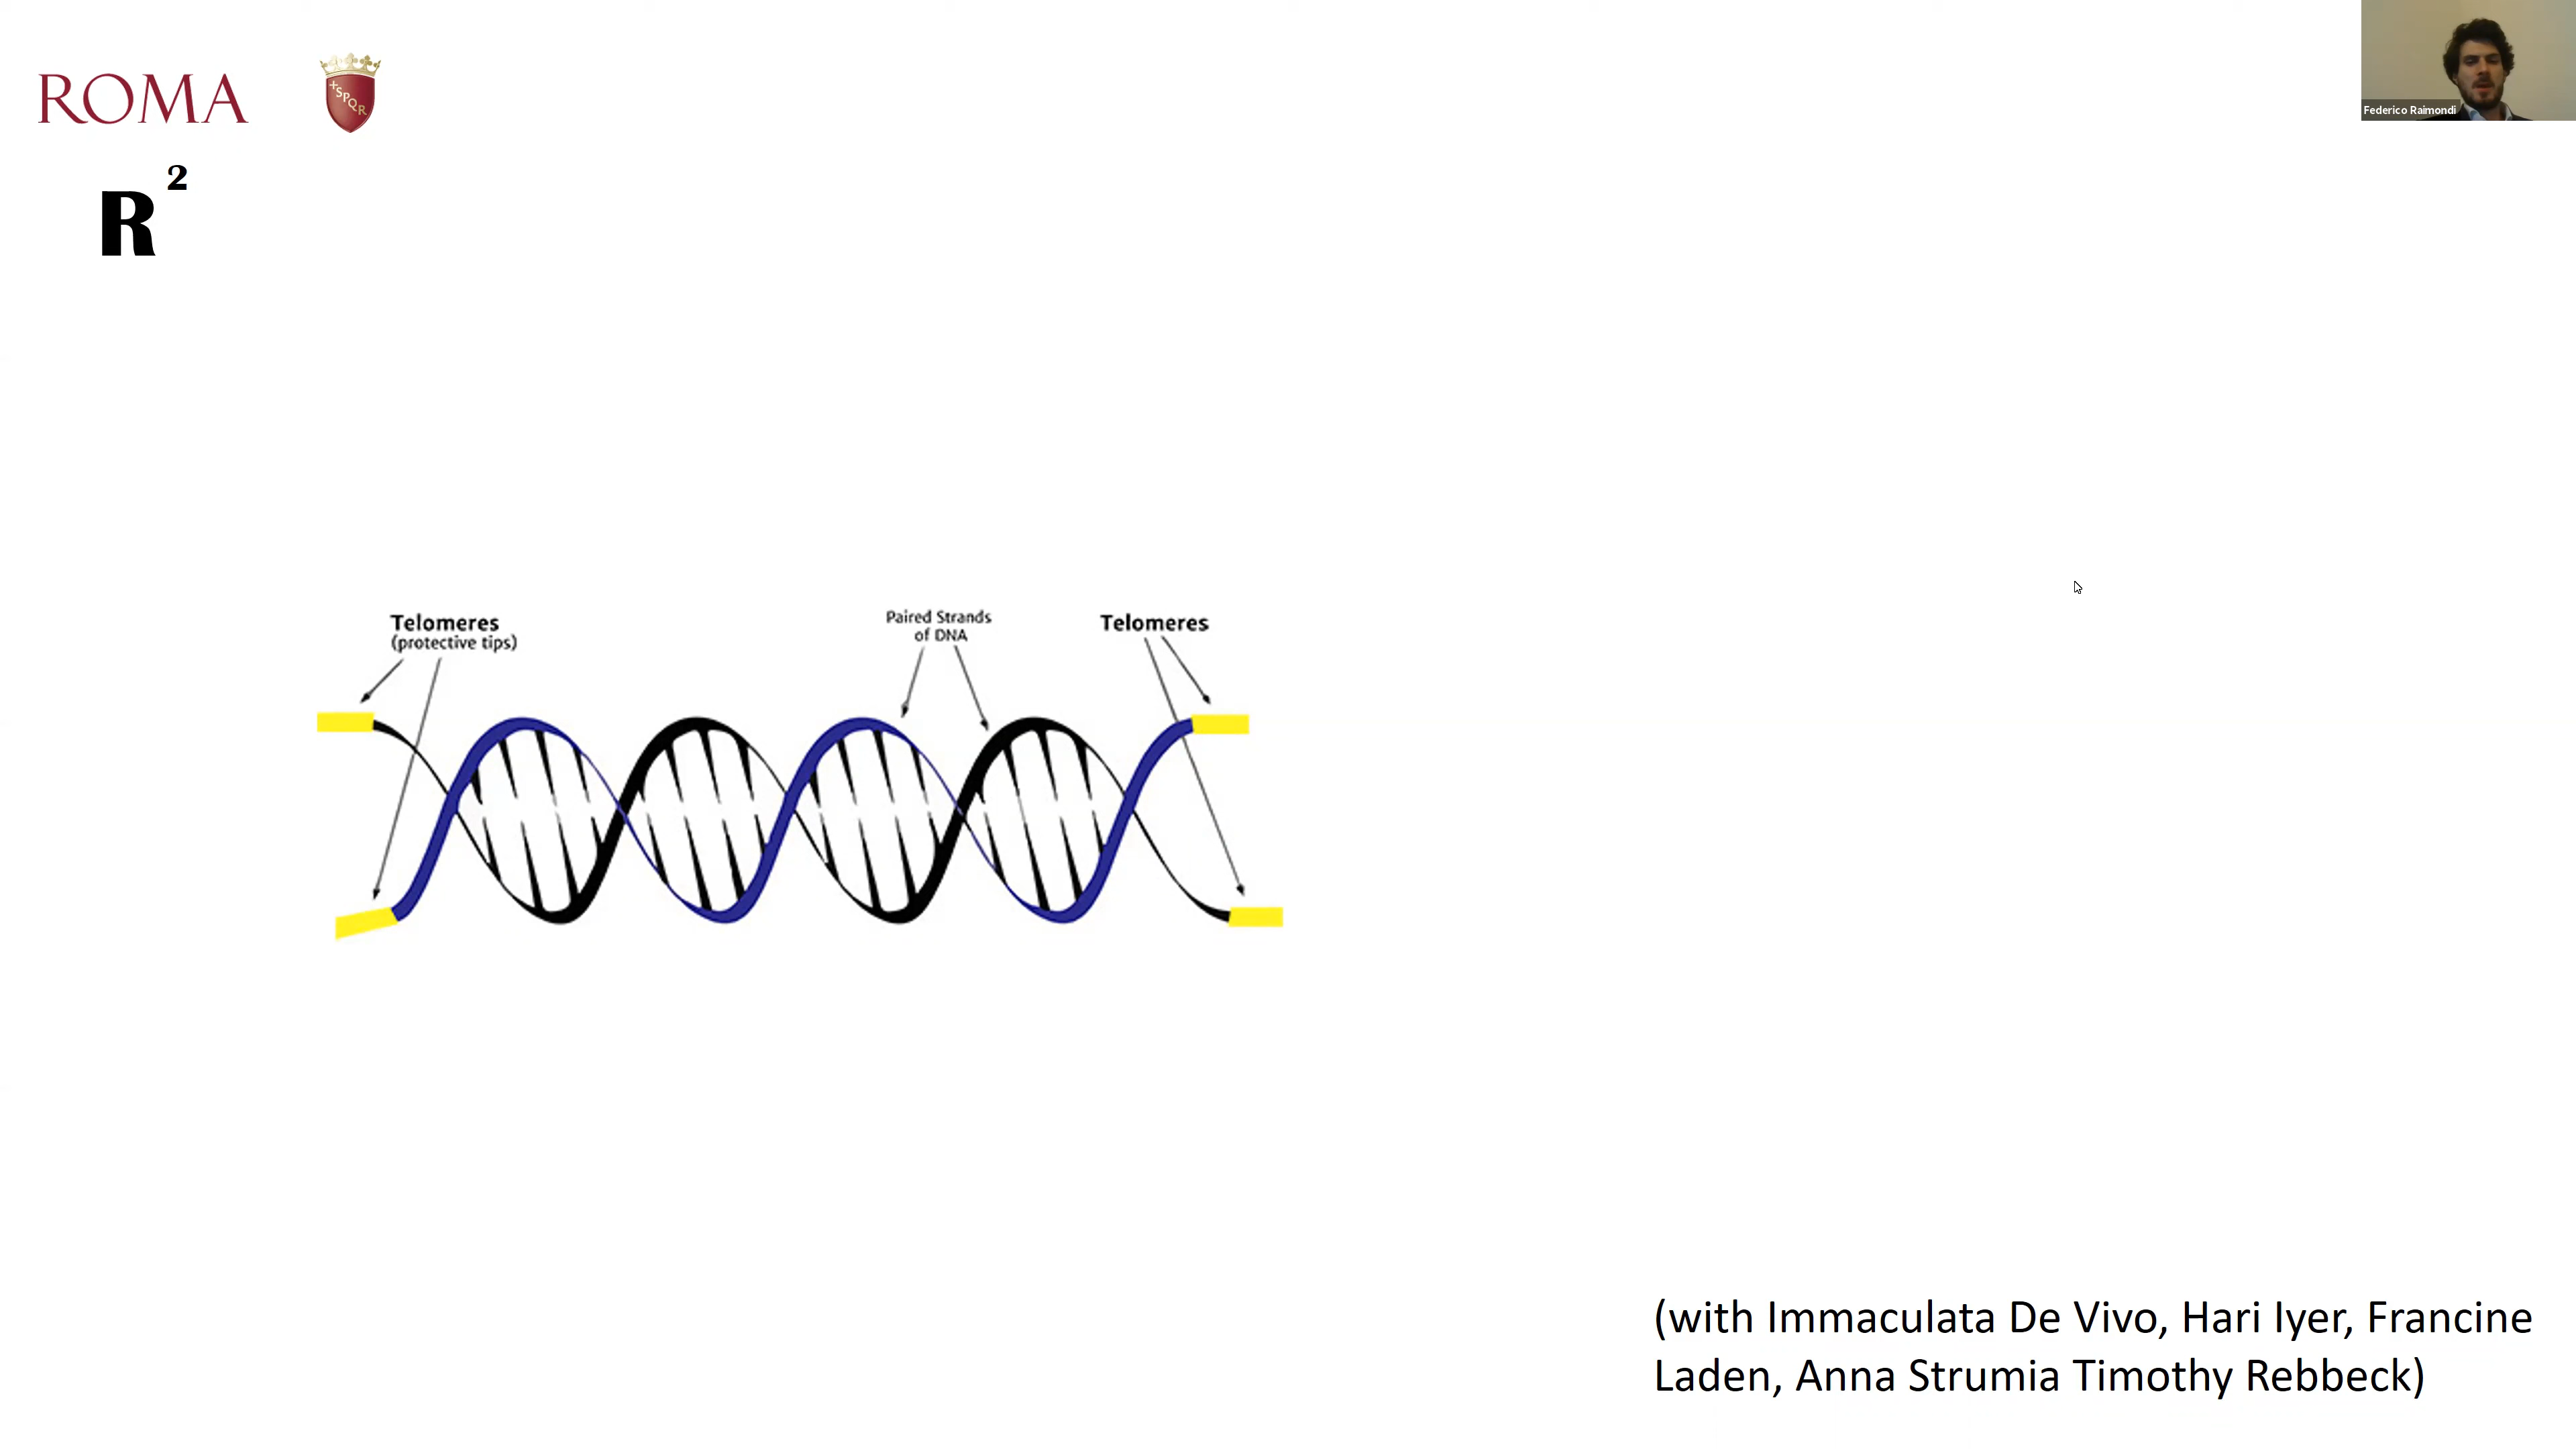 ROMA
SPQR
Federico Raimondi
R²
Telomeres
(protective tips)
Paired Strands
of DNA
Telomeres
(with Immaculata De Vivo, Hari Iyer, Francine
Laden, Anna Strumia Timothy Rebbeck)